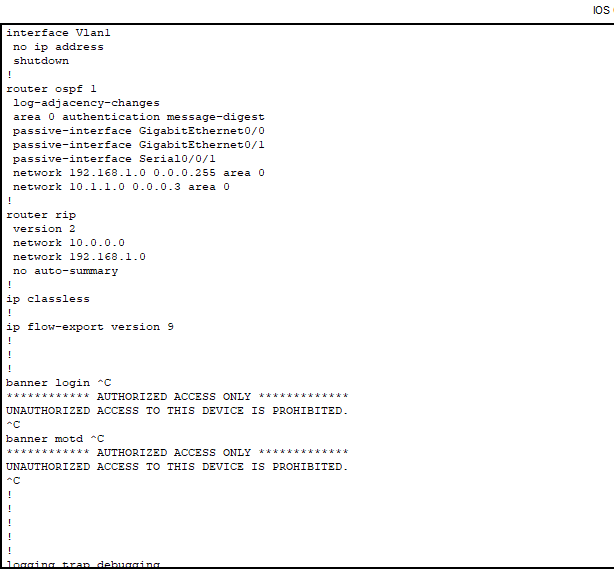 IOS
interface Vlan1
no ip address
shutdown
!
router ospf 1
log-adjacency-changes
area 0 authentication message-digest
passive-interface GigabitEthernet0/0
passive-interface GigabitEthernet0/1
passive-interface Serial0/0/1
network 192.168.1.0 0.0.0.255 area 0
network 10.1.1.0 0.0.0.3 area 0
!
router rip
version 2
network 10.0.0.0
network 192.168.1.0
no auto-summary
!
ip classless
!
ip flow-export version 9
!
!
!
banner login ^C
************ AUTHORIZED ACCESS ONLY *************
UNAUTHORIZED ACCESS TO THIS DEVICE IS PROHIBITED.
^C
banner motd ^C
************ AUTHORIZED ACCESS ONLY *************
UNAUTHORIZED ACCESS TO THIS DEVICE IS PROHIBITED.
^C
!
!
!
!
!
logging trap debugging